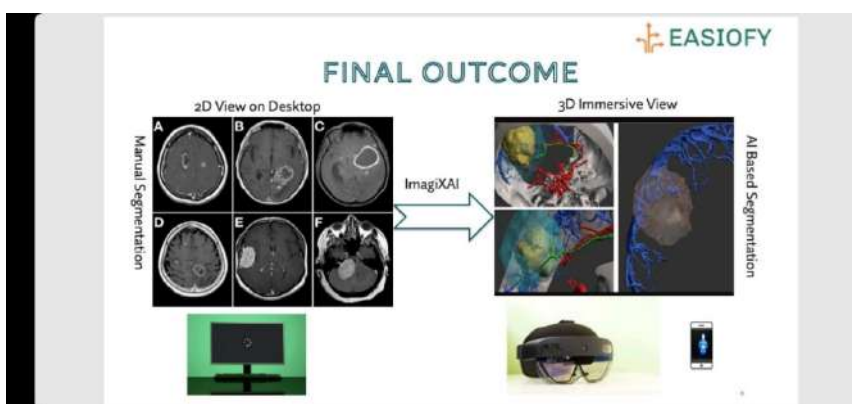 EASIOFY
FINAL OUTCOME
2D View on Desktop
3D Immersive View
Manual Segmentation
A
B
C
D
E
F
ImagiXAI
AI Based Segmentation